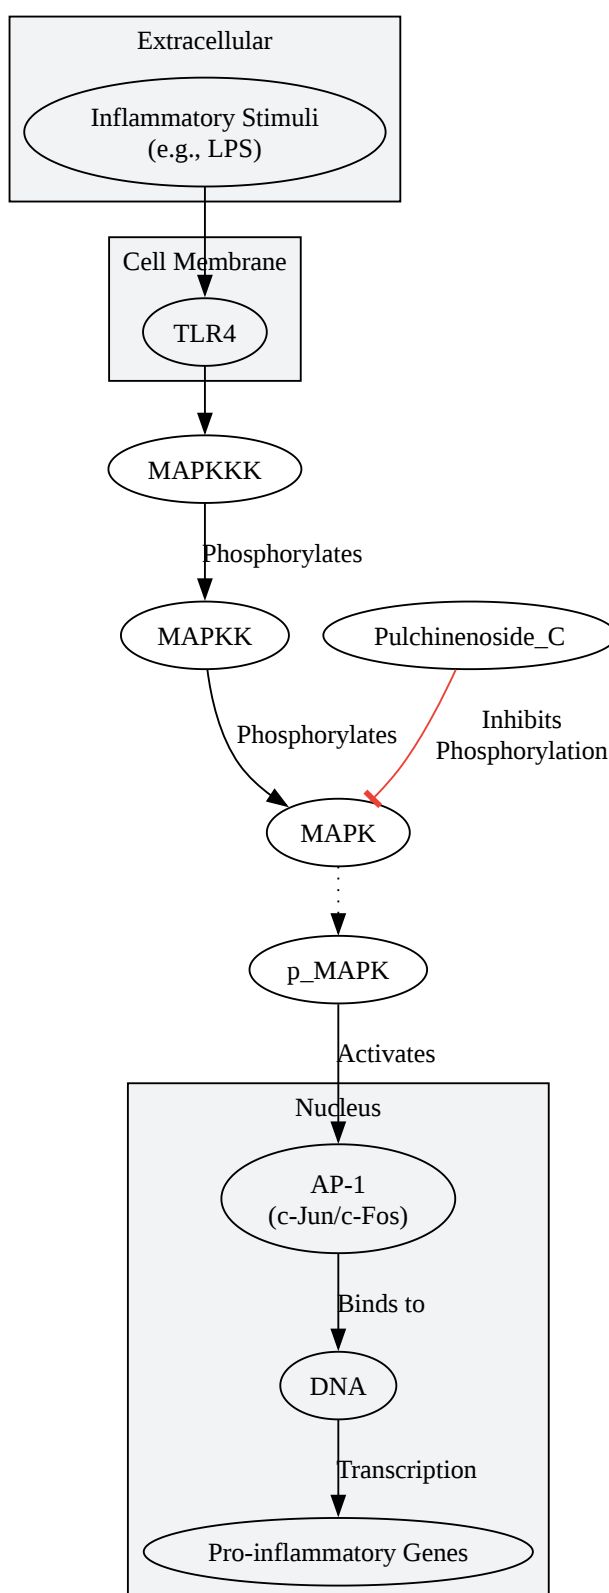 Extracellular
Inflammatory Stimuli
(e.g., LPS)
Cell Membrane
TLR4
MAPKKK
Phosphorylates
MAPKK
Pulchinenoside_C
Phosphorylates
Inhibits
Phosphorylation
MAPK
p_MAPK
Activates
Nucleus
AP-1
(c-Jun/c-Fos)
Binds to
DNA
Transcription
Pro-inflammatory Genes